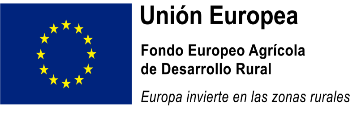 Unión Europea
Fondo Europeo Agrícola
de Desarrollo Rural
Europa invierte en las zonas rurales